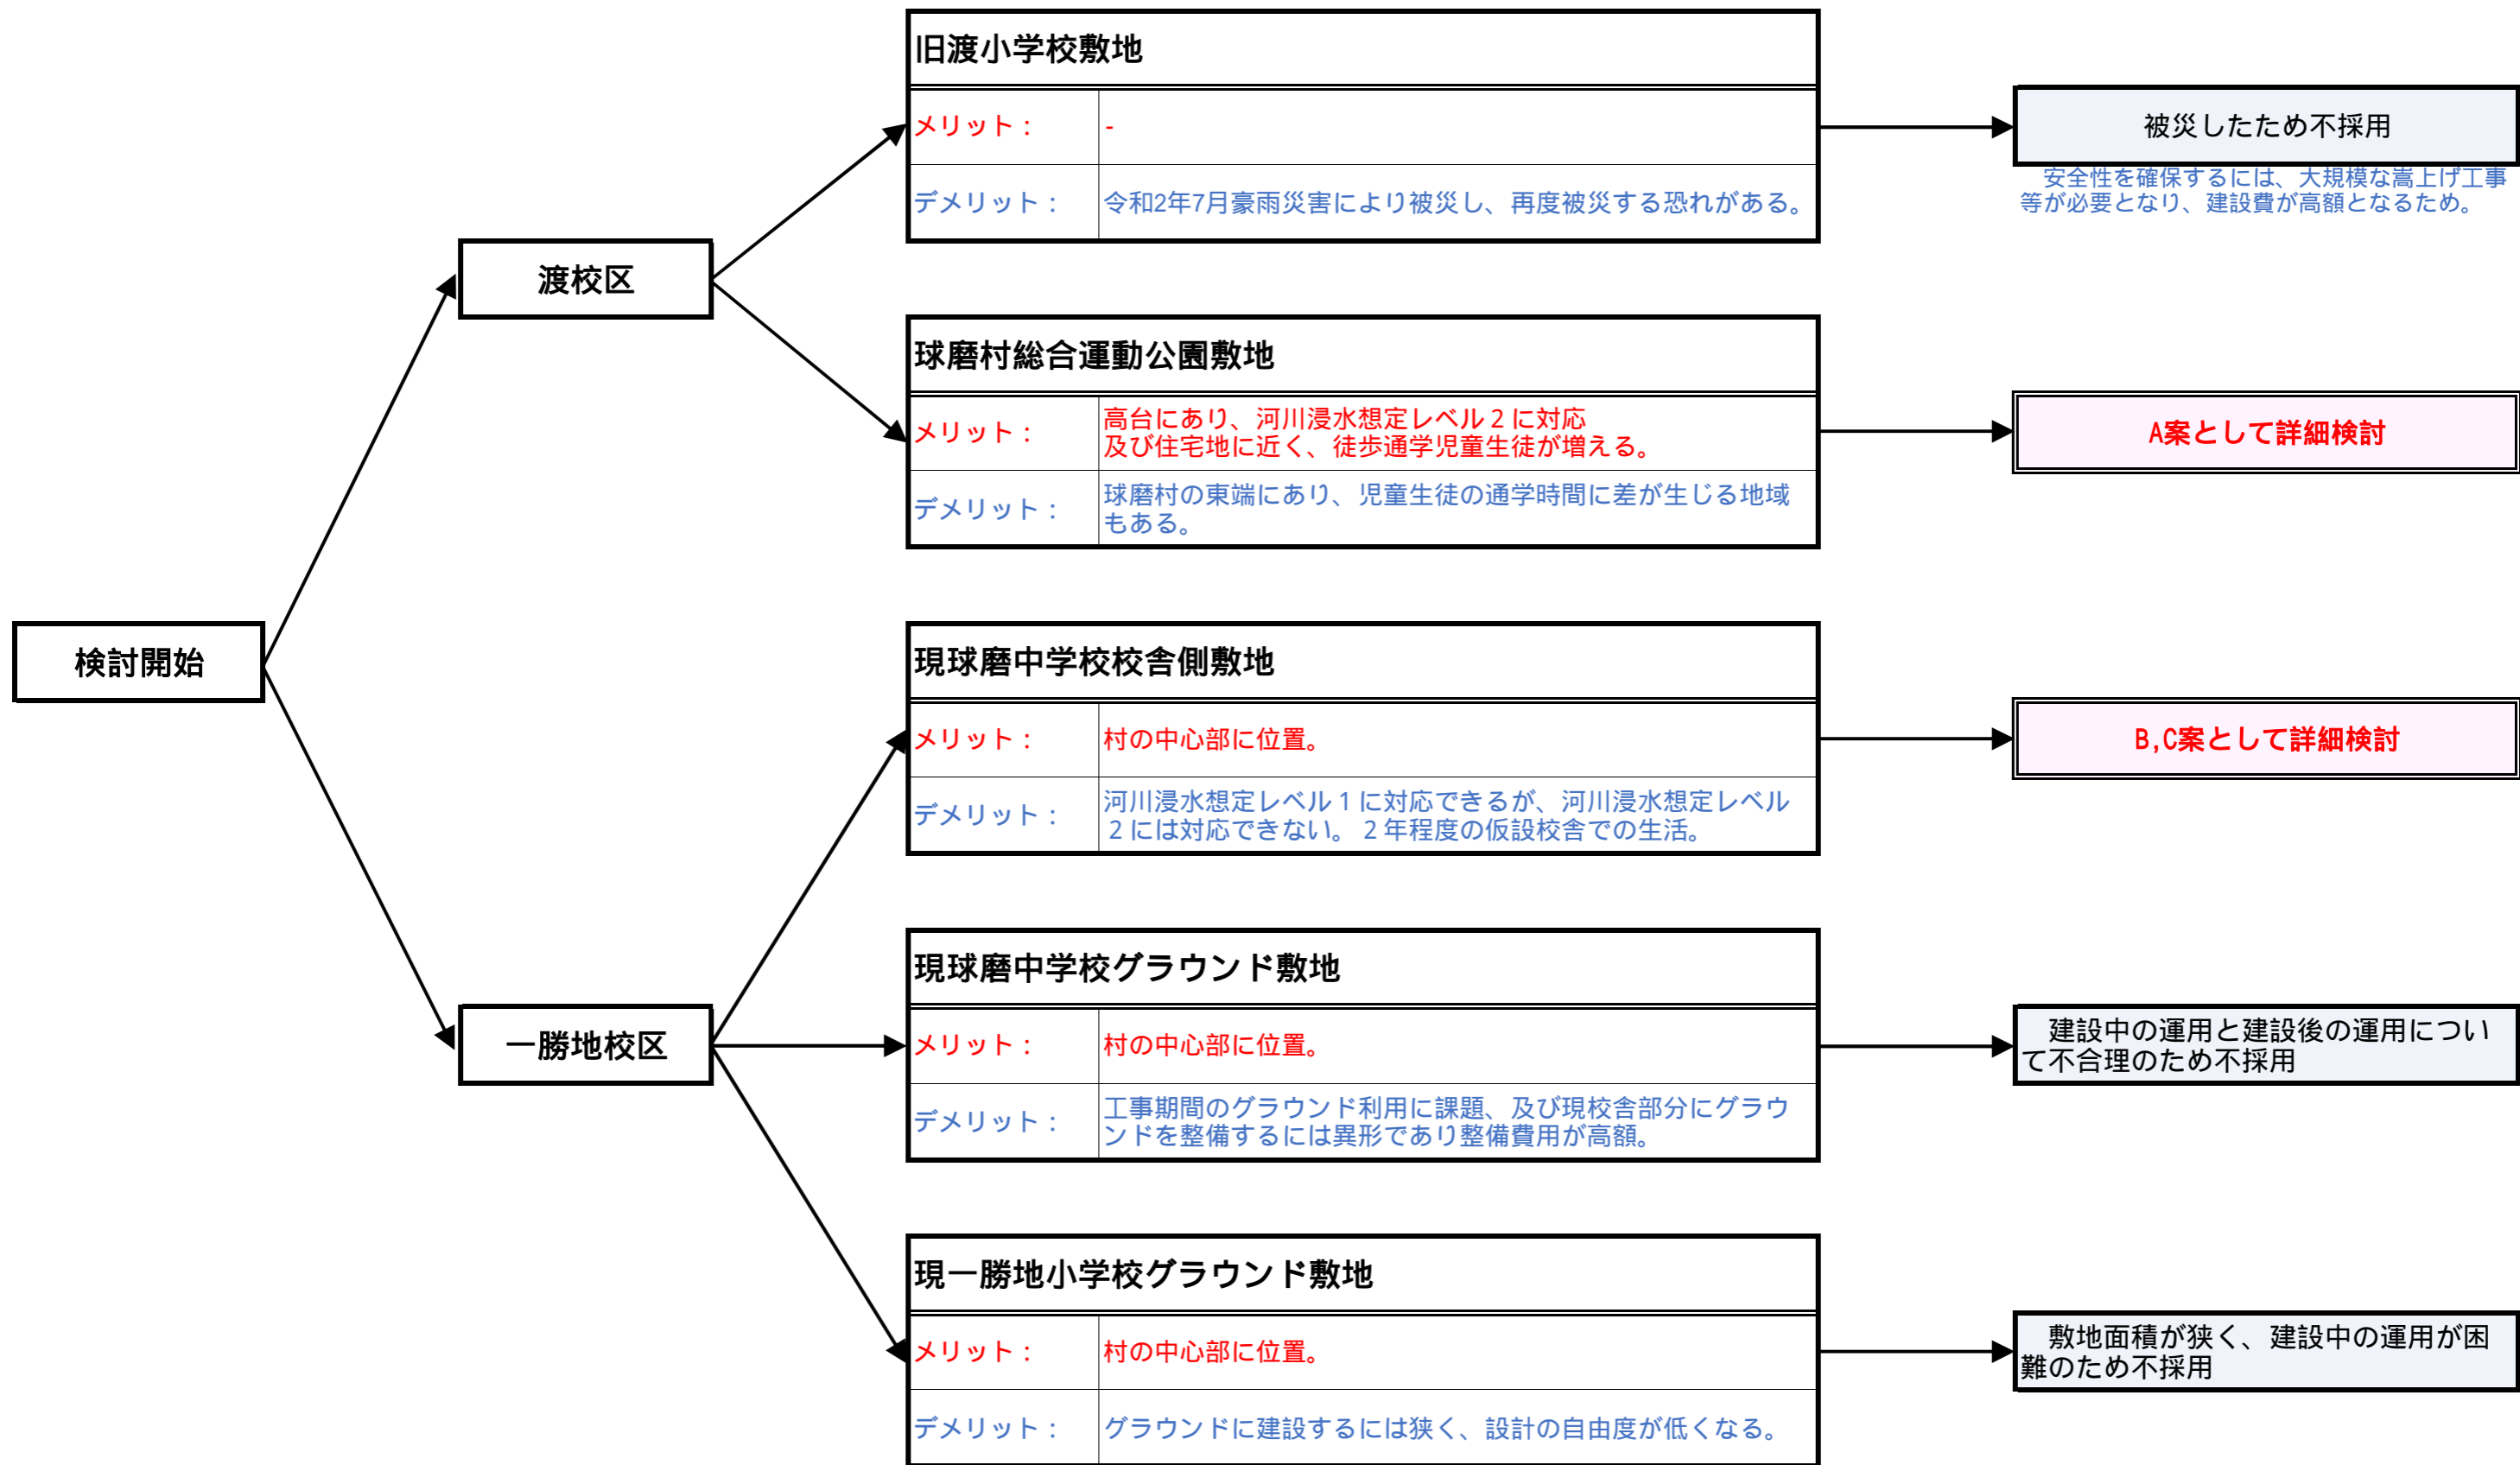 検討開始
渡校区
一勝地校区
旧渡小学校敷地
メリット： -
デメリット： 令和2年7月豪雨災害により被災し、再度被災する恐れがある。
被災したため不採用
安全性を確保するには、大規模な嵩上げ工事
等が必要となり、建設費が高額となるため。
球磨村総合運動公園敷地
メリット：
高台にあり、河川浸水想定レベル２に対応
及び住宅地に近く、徒歩通学児童生徒が増える。
デメリット：
球磨村の東端にあり、児童生徒の通学時間に差が生じる地域
もある。
A案として詳細検討
現球磨中学校校舎側敷地
メリット： 村の中心部に位置。
デメリット：
河川浸水想定レベル１に対応できるが、河川浸水想定レベル
２には対応できない。２年程度の仮設校舎での生活。
B,C案として詳細検討
現球磨中学校グラウンド敷地
メリット： 村の中心部に位置。
デメリット：
工事期間のグラウンド利用に課題、及び現校舎部分にグラウ
ンドを整備するには異形であり整備費用が高額。
建設中の運用と建設後の運用につい
て不合理のため不採用
現一勝地小学校グラウンド敷地
メリット： 村の中心部に位置。
デメリット： グラウンドに建設するには狭く、設計の自由度が低くなる。
敷地面積が狭く、建設中の運用が困
難のため不採用